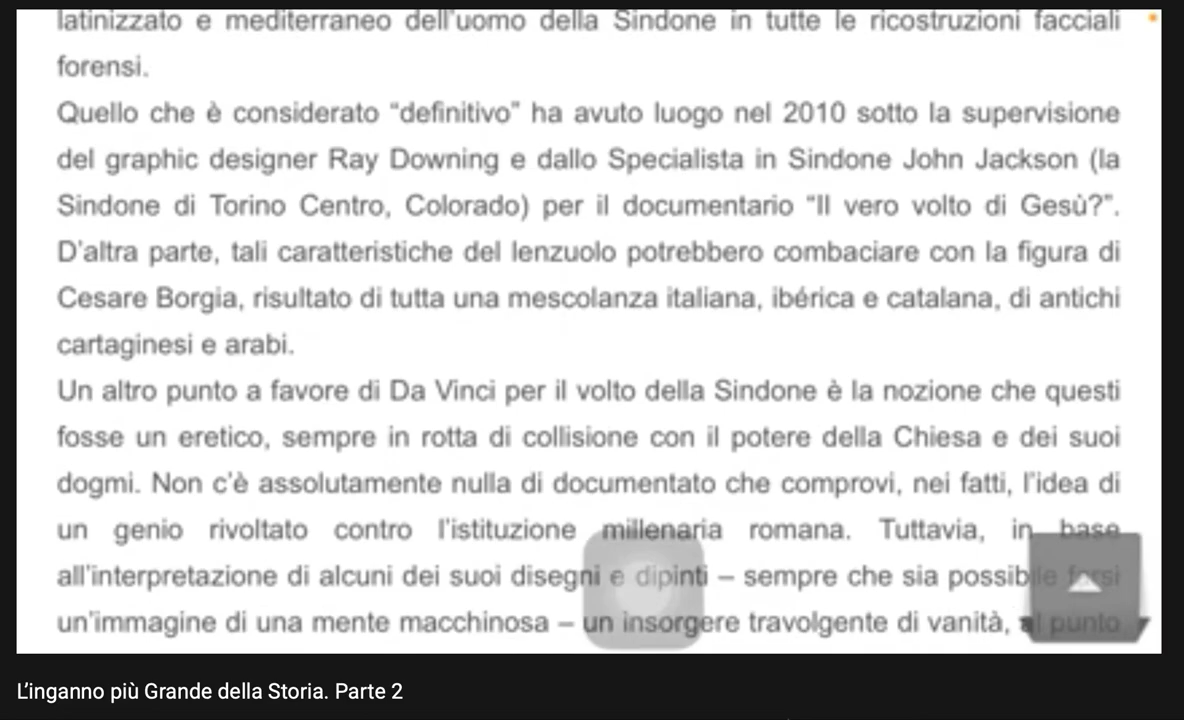 latinizzato e mediterraneo dell'uomo della Sindone in tutte le ricostruzioni facciali
forensi.
Quello che è considerato “definitivo” ha avuto luogo nel 2010 sotto la supervisione
del graphic designer Ray Downing e dallo Specialista in Sindone John Jackson (la
Sindone di Torino Centro, Colorado) per il documentario “Il vero volto di Gesù?”.
D'altra parte, tali caratteristiche del lenzuolo potrebbero combaciare con la figura di
Cesare Borgia, risultato di tutta una mescolanza italiana, ibérica e catalana, di antichi
cartaginesi e arabi.
Un altro punto a favore di Da Vinci per il volto della Sindone è la nozione che questi
fosse un eretico, sempre in rotta di collisione con il potere della Chiesa e dei suoi
dogmi. Non c'è assolutamente nulla di documentato che comprovi, nei fatti, l'idea di
un genio rivoltato contro l'istituzione millenaria romana. Tuttavia, in base
all'interpretazione di alcuni dei suoi disegni e dipinti – sempre che sia possibile farsi
un'immagine di una mente macchinosa – un insorgere travolgente di vanità, al punto
L'inganno più Grande della Storia. Parte 2